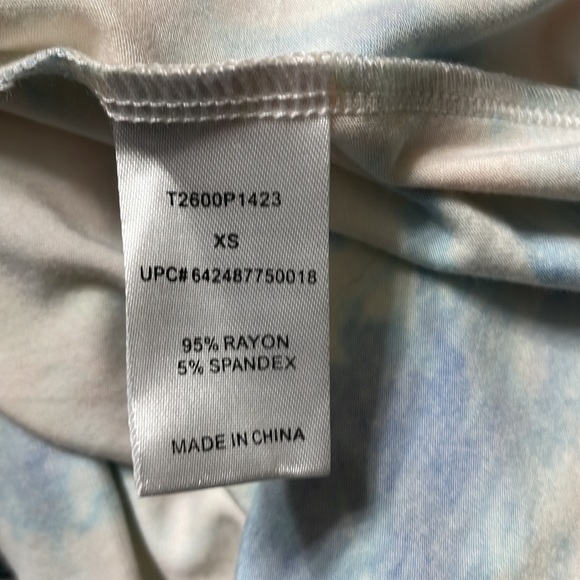 T2600P1423
XS
UPC# 642487750018
95% RAYON
5% SPANDEX
MADE IN CHINA